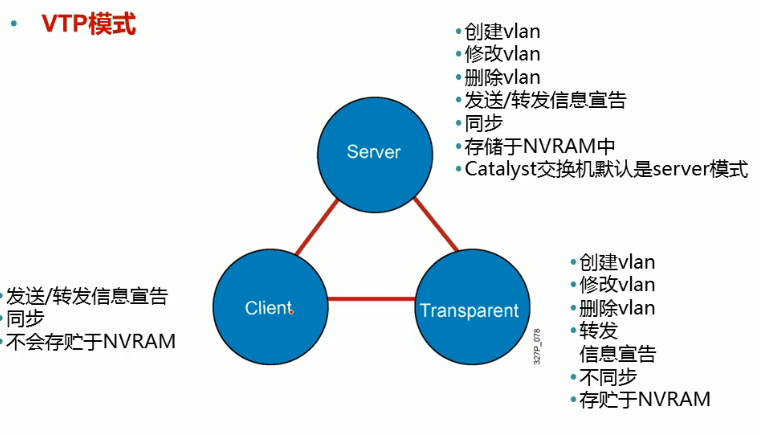 • VTP模式
• 创建vlan
• 修改vlan
• 删除vlan
• 发送/转发信息宣告
• 同步
• 存储于NVRAM中
• Catalyst交换机默认是server模式
Server
• 发送/转发信息宣告
• 同步
• 不会存贮于NVRAM
Client
Transparent
327P_078
• 创建vlan
• 修改vlan
• 删除vlan
• 转发
信息宣告
• 不同步
• 存贮于NVRAM